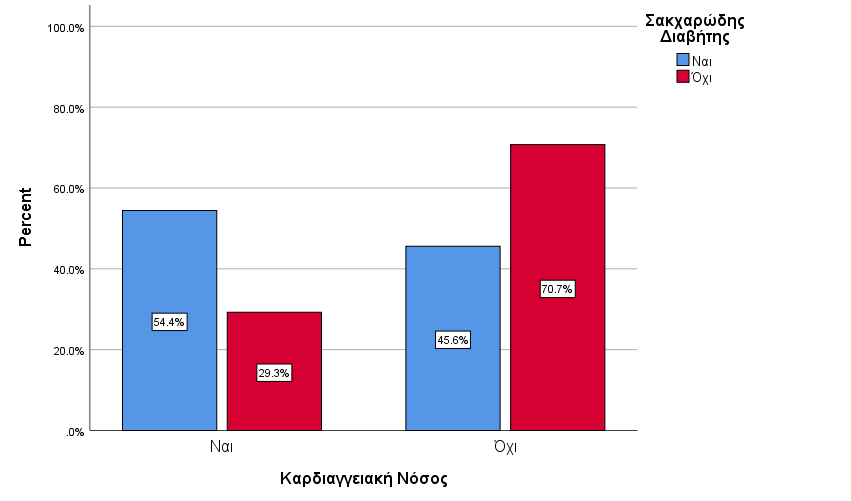 Σακχαρώδης
Διαβήτης
Ναι
Όχι
100.0%
80.0%
60.0%
40.0%
20.0%
.0%
Percent
54.4%
29.3%
45.6%
70.7%
Ναι
Όχι
Καρδιαγγειακή Νόσος